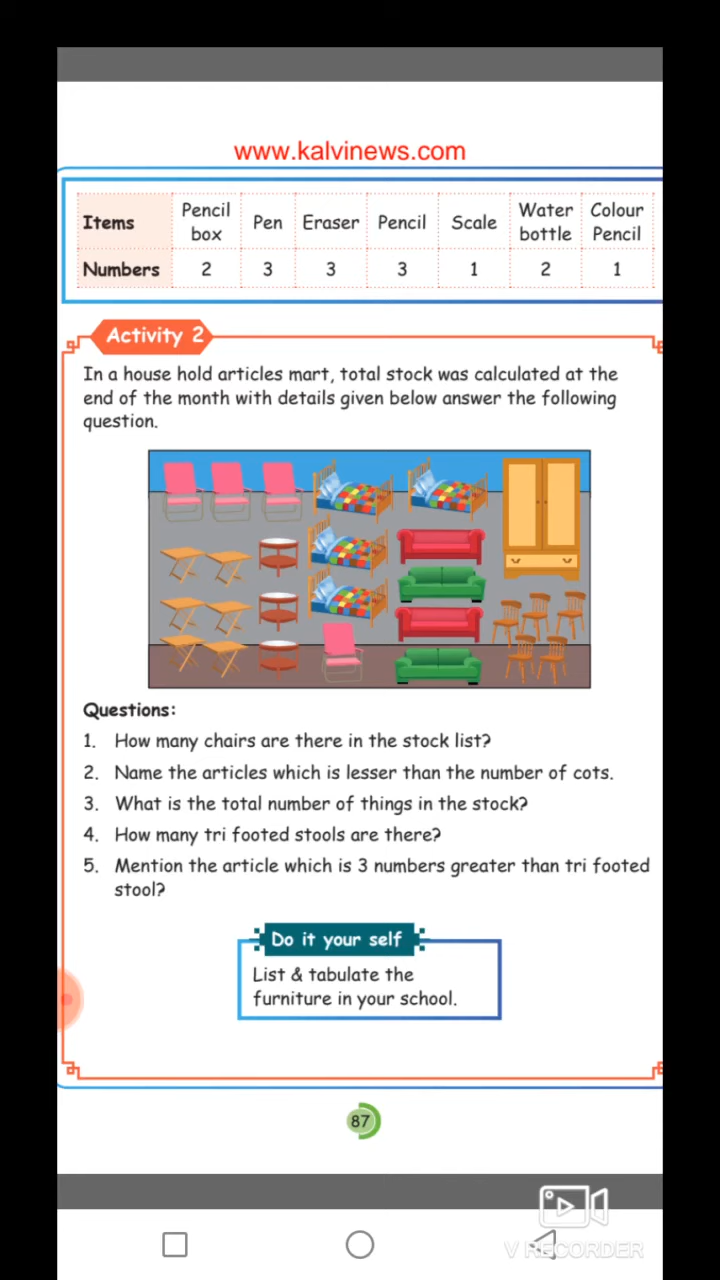 www.kalvinews.com
Items Pencil box Pen Eraser Pencil Scale Water bottle Colour Pencil
Numbers 2 3 3 3 1 2 1
Activity 2
In a house hold articles mart, total stock was calculated at the
end of the month with details given below answer the following
question.
Questions:
1. How many chairs are there in the stock list?
2. Name the articles which is lesser than the number of cots.
3. What is the total number of things in the stock?
4. How many tri footed stools are there?
5. Mention the article which is 3 numbers greater than tri footed
stool?
Do it your self
List & tabulate the
furniture in your school.
87
V RECORDER